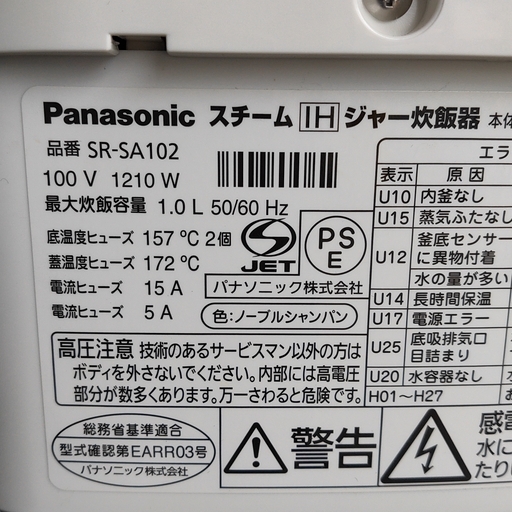 Panasonic スチーム IH ジャー炊飯器 本体
品番 SR-SA102
100 V 1210 W
最大炊飯容量 1.0 L 50/60 Hz
底温度ヒューズ 157 ℃ 2個
蓋温度ヒューズ 172 ℃
電流ヒューズ 15 A
電流ヒューズ 5 A
S JET
PS E
パナソニック株式会社
色:ノーブルシャンパン
高圧注意 技術のあるサービスマン以外の方は
ボディを外さないでください。内部には高電圧
部分が数多くあります。万一さわると危険です。
総務省基準適合
型式確認第EARR03号
パナソニック株式会社
警告
エラ
表示 原因
U10 内釜なし
U15 蒸気ふたなし
U12 釜底センサー
に異物付着
水の量が多い
U14 長時間保温
U17 電源エラー
U25 底吸排気口
目詰まり
U20 水容器なし
H01～H27
感電
水に
たりし